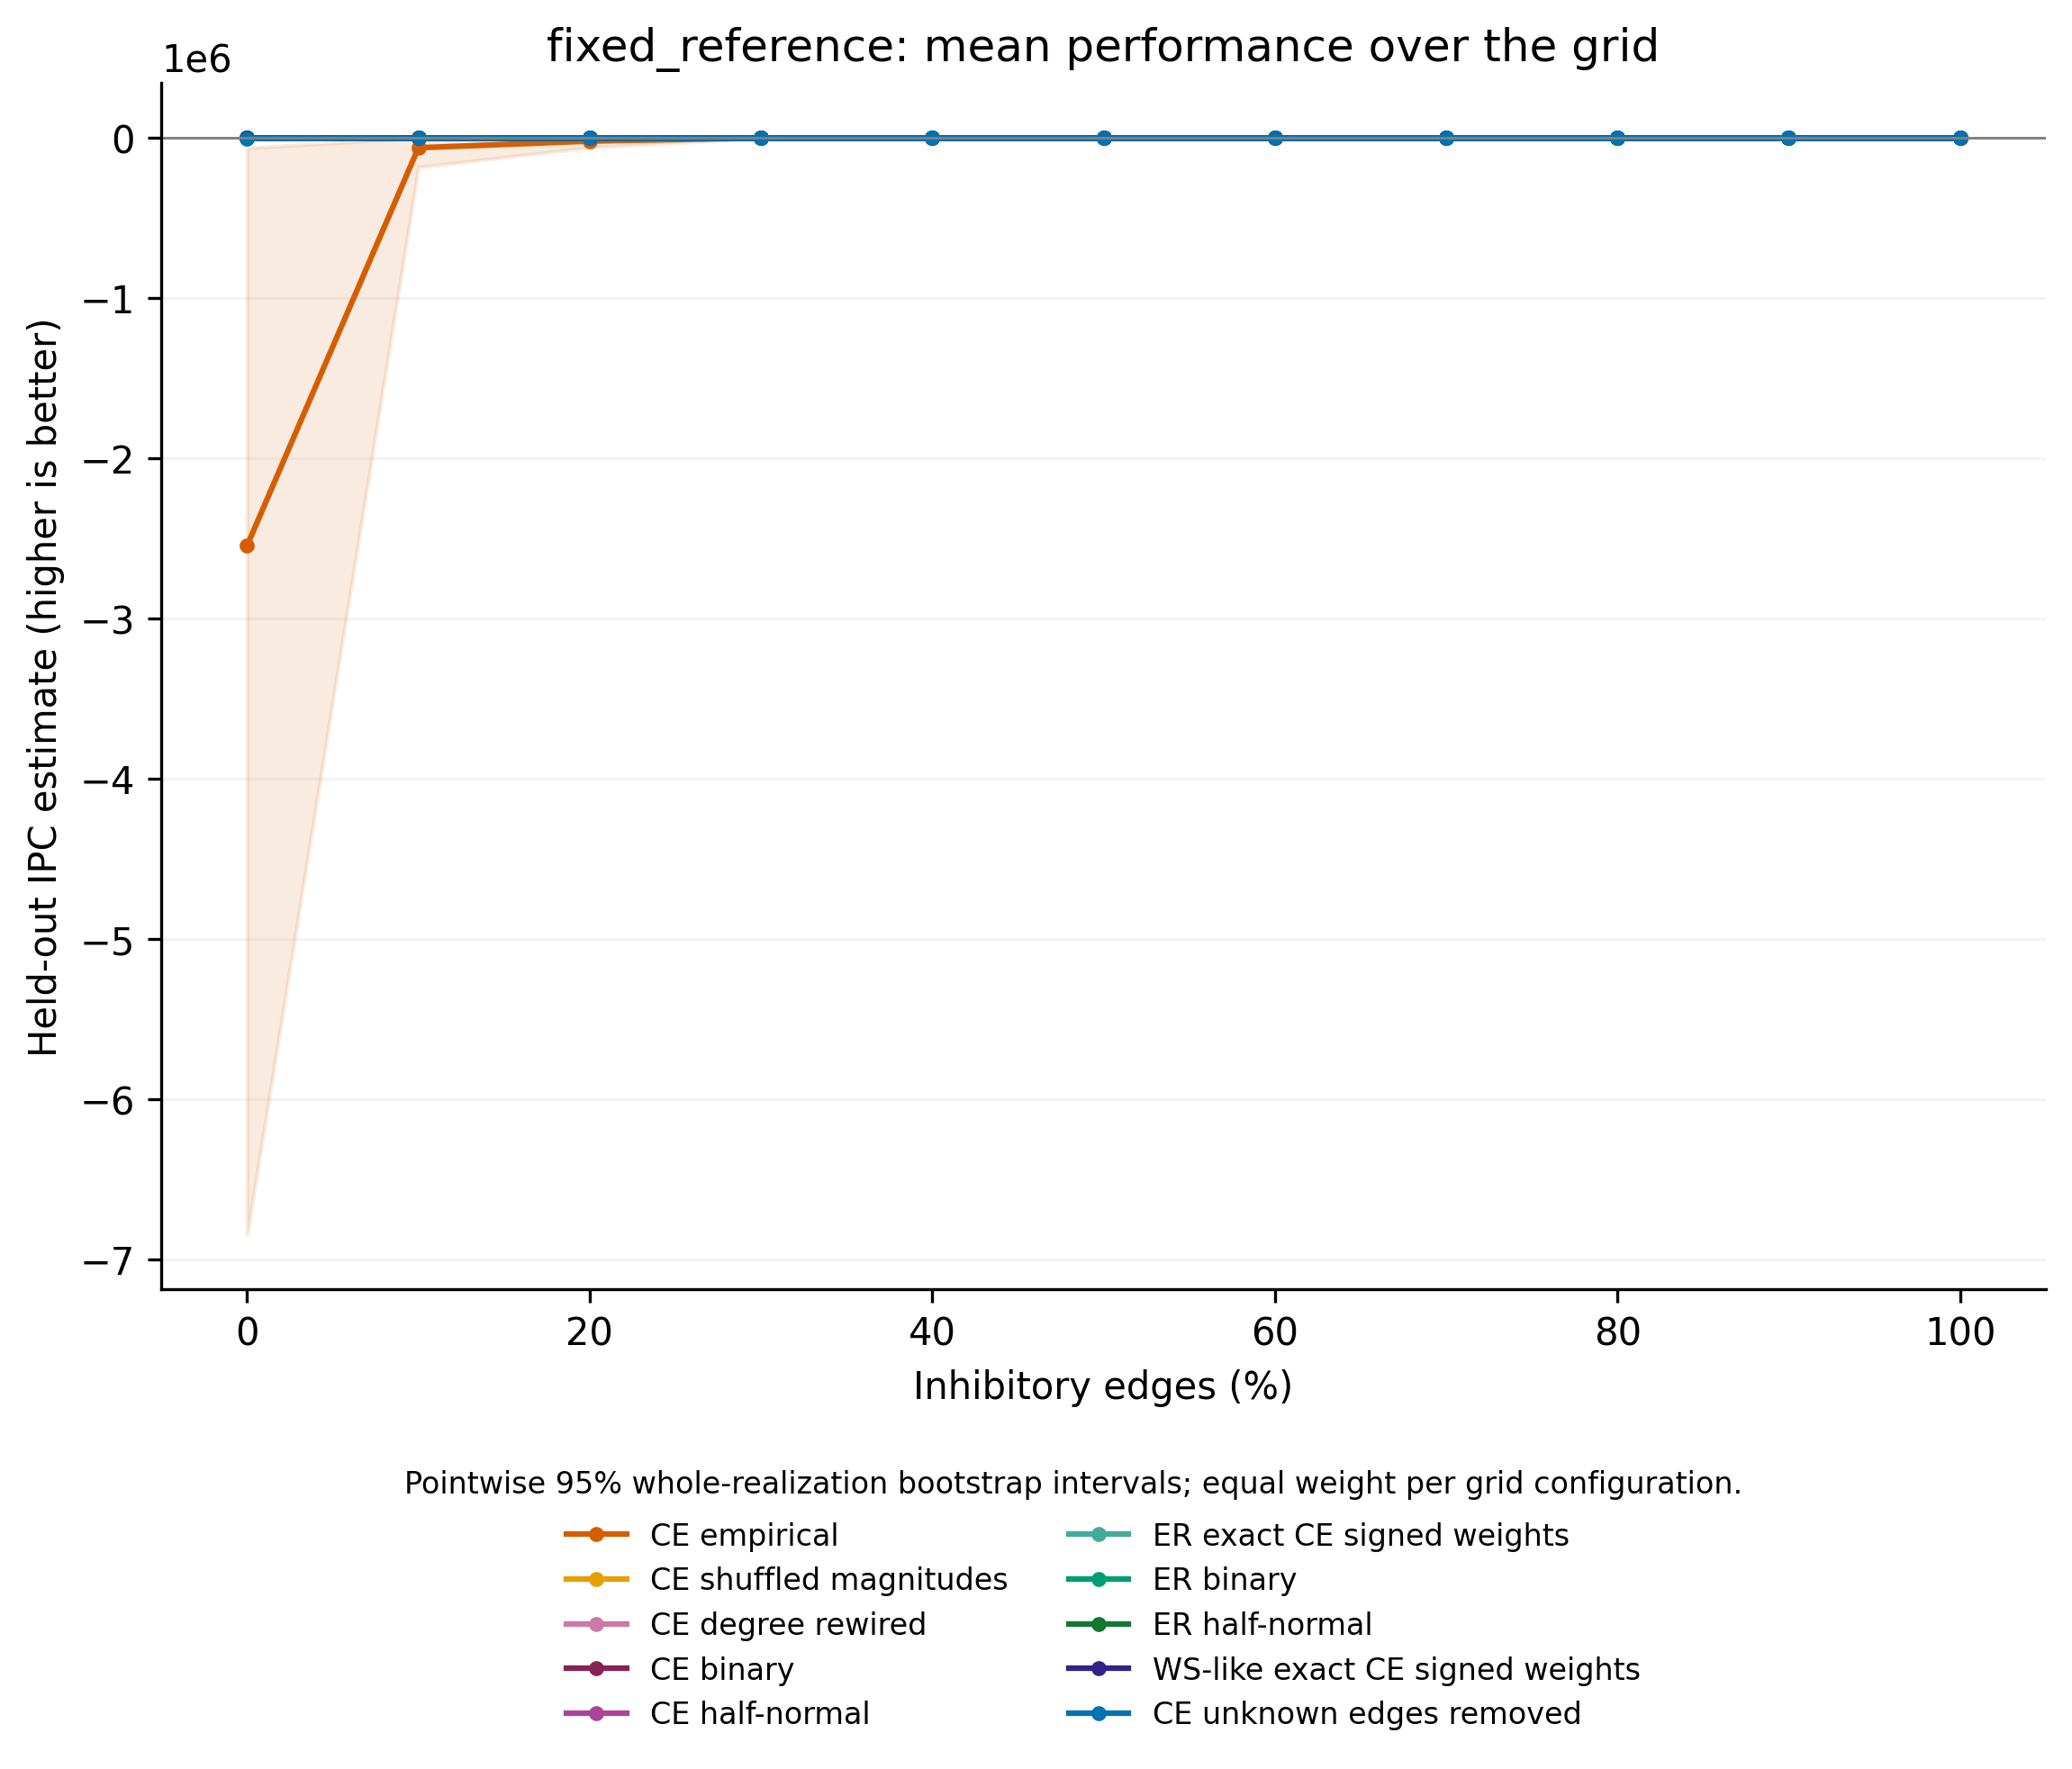 fixed_reference: mean performance over the grid
1e6
0
−1
−2
−3
−4
−5
−6
−7
Held-out IPC estimate (higher is better)
0 20 40 60 80 100
Inhibitory edges (%)
Pointwise 95% whole-realization bootstrap intervals; equal weight per grid configuration.
CE empirical
CE shuffled magnitudes
CE degree rewired
CE binary
CE half-normal
ER exact CE signed weights
ER binary
ER half-normal
WS-like exact CE signed weights
CE unknown edges removed